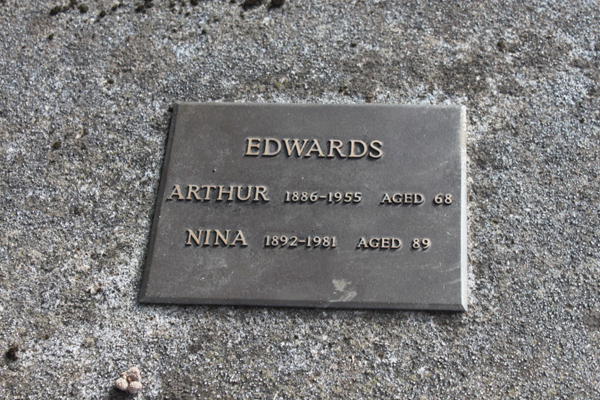 EDWARDS
ARTHUR 1886-1955 AGED 68
NINA 1892-1981 AGED 89